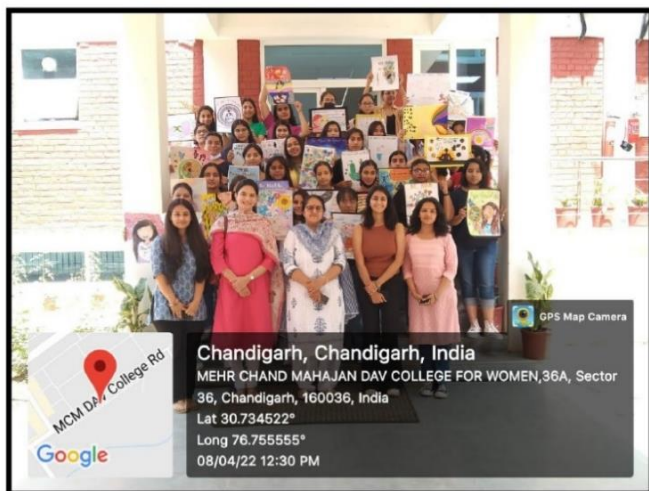 GPS Map Camera
MCM DAV College Rd
Google
Chandigarh, Chandigarh, India
MEHR CHAND MAHAJAN DAV COLLEGE FOR WOMEN,36A, Sector
36, Chandigarh, 160036, India
Lat 30.734522°
Long 76.755555°
08/04/22 12:30 PM